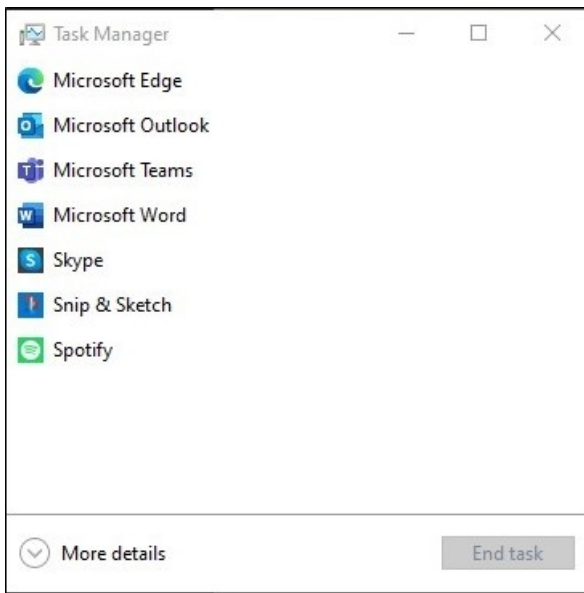 Task Manager
Microsoft Edge
Microsoft Outlook
Microsoft Teams
Microsoft Word
Skype
Snip & Sketch
Spotify
More details
End task